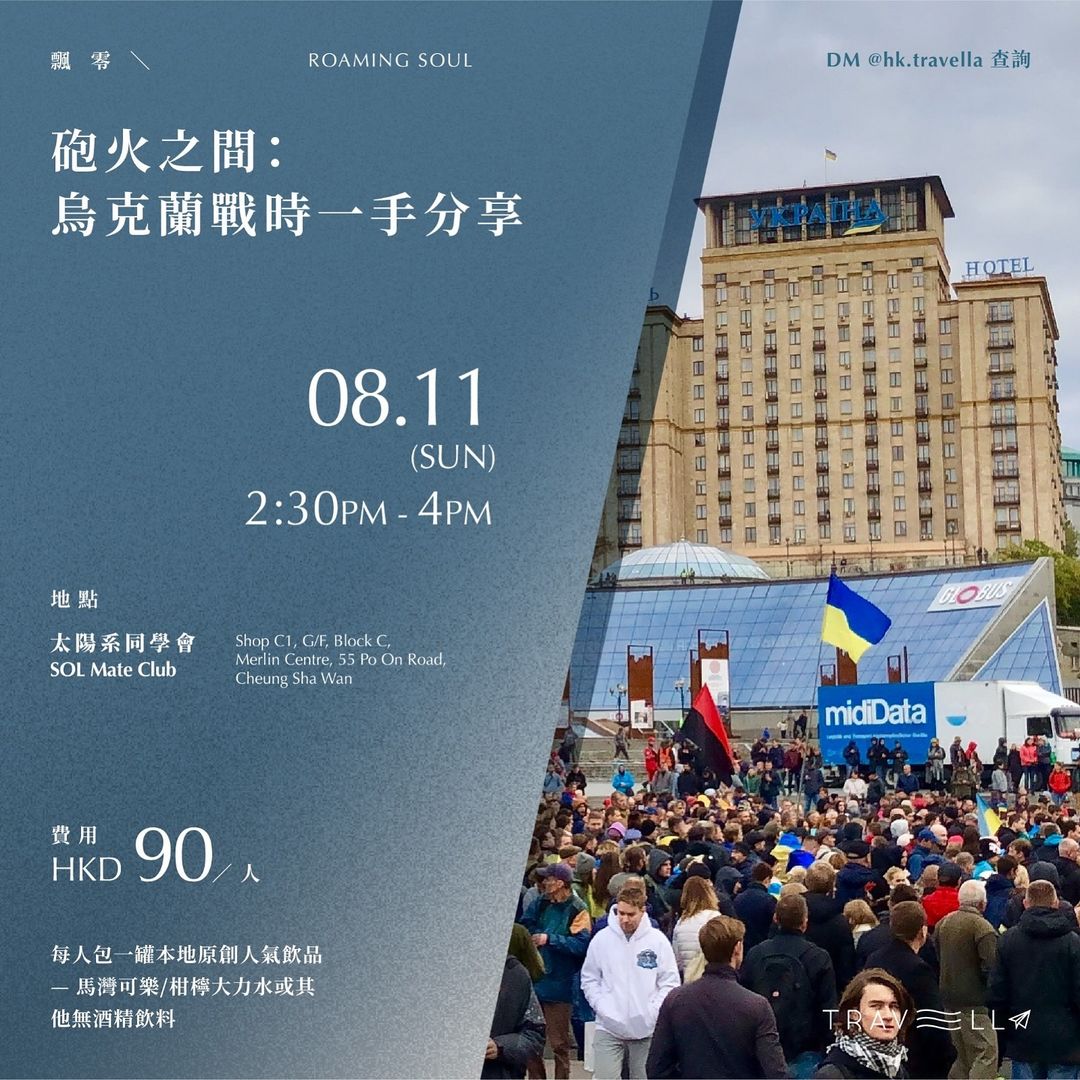 飄零＼
ROAMING SOUL
DM @hk.travella 查詢
砲火之間：
烏克蘭戰時一手分享
08.11
(SUN)
2:30PM - 4PM
地點
太陽系同學會
SOL Mate Club
Shop C1, G/F, Block C,
Merlin Centre, 55 Po On Road,
Cheung Sha Wan
費用
HKD 90／人
每人包一罐本地原創人氣飲品
— 馬灣可樂/柑檸大力水或其
他無酒精飲料
УКРАЇНА
HOTEL
Ь
GLOBUS
midiData
TRAVELLA